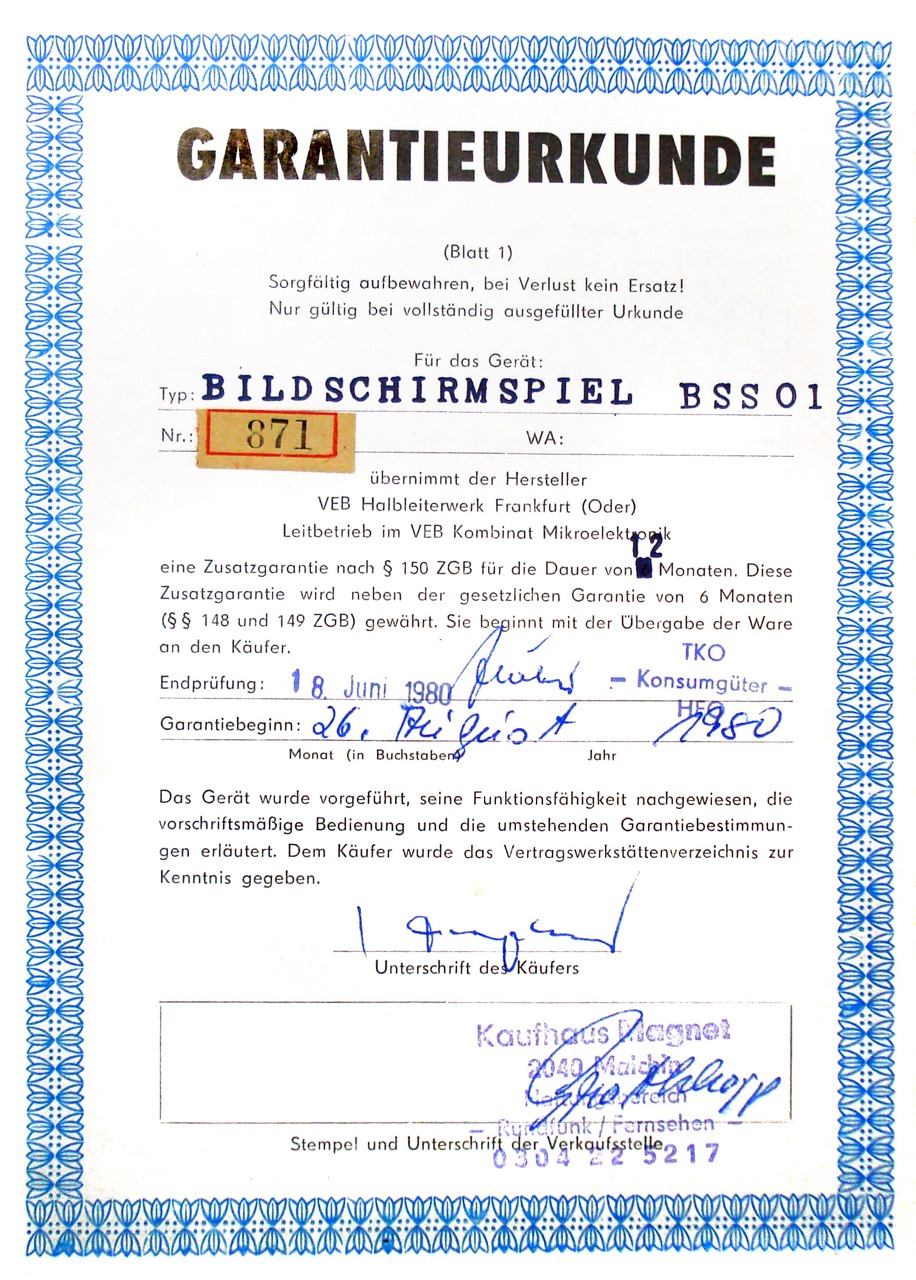 GARANTIEURKUNDE
(Blatt 1)
Sorgfältig aufbewahren, bei Verlust kein Ersatz!
Nur gültig bei vollständig ausgefüllter Urkunde
Für das Gerät:
Typ: BILDSCHIRMSPIEL BSS 01
Nr.: 871 WA:
übernimmt der Hersteller
VEB Halbleiterwerk Frankfurt (Oder)
Leitbetrieb im VEB Kombinat Mikroelektronik
12
eine Zusatzgarantie nach § 150 ZGB für die Dauer von Monaten. Diese
Zusatzgarantie wird neben der gesetzlichen Garantie von 6 Monaten
(§§ 148 und 149 ZGB) gewährt. Sie beginnt mit der Übergabe der Ware
an den Käufer.
TKO
Endprüfung: 18. Juni 1980 – Konsumgüter –
HFO
Garantiebeginn: 26. August 1980
Monat (in Buchstaben) Jahr
Das Gerät wurde vorgeführt, seine Funktionsfähigkeit nachgewiesen, die
vorschriftsmäßige Bedienung und die umstehenden Garantiebestimmun-
gen erläutert. Dem Käufer wurde das Vertragswerkstättenverzeichnis zur
Kenntnis gegeben.
Unterschrift des Käufers
Kaufhaus Magnet
2040 Malchin
– Rundfunk / Fernsehen –
Stempel und Unterschrift der Verkaufsstelle
0304 22 5217